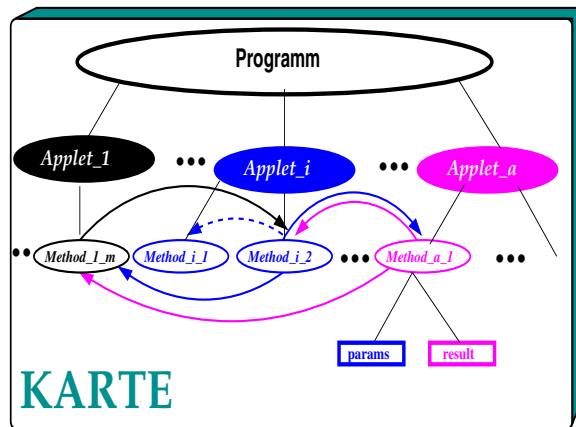 Programm
Applet_1 ••• Applet_i ••• Applet_a
•• Method_1_m Method_i_1 Method_i_2 ••• Method_a_1 •••
params result
KARTE